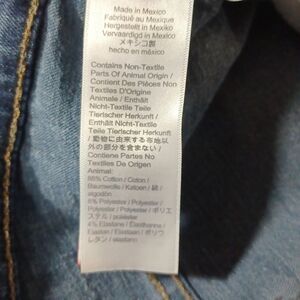 Made in Mexico
Fabriqué au Mexique
Hergestellt in Mexiko
Vervaardigd in Mexico
メキシコ製
hecho en méxico
Contains Non-Textile
Parts Of Animal Origin /
Contient Des Pièces Non
Textiles D'Origine
Animale / Enthält
Nicht-Textile Teile
Teile Tierischer Herkunft
/ Enthält Nicht-Textile
Teile Tierischer Herkunft
/ 動物に由来する布地以
外の部分を含まない /
Contiene Partes No
Textiles De Origen
Animal:
88% Cotton / Coton /
Baumwolle / Katoen / 綿 /
algodón
8% Polyester / Polyester /
Polyester / Polyester / ポリエ
ステル / poliéster
4% Elastane / Élasthanne /
Elastan / Elastaan / ポリウ
レタン / elastano